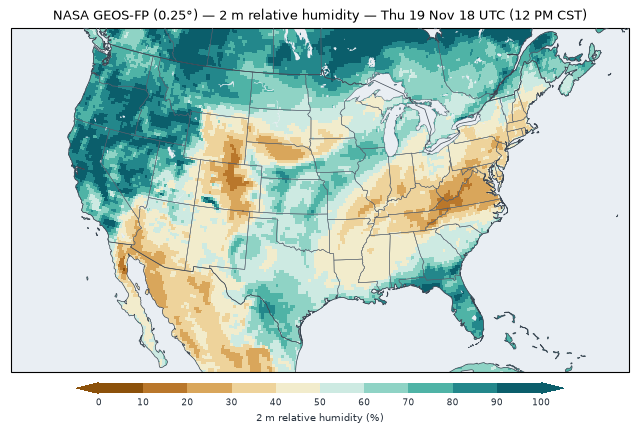 NASA GEOS-FP (0.25°) — 2 m relative humidity — Thu 19 Nov 18 UTC (12 PM CST)
0 10 20 30 40 50 60 70 80 90 100
2 m relative humidity (%)